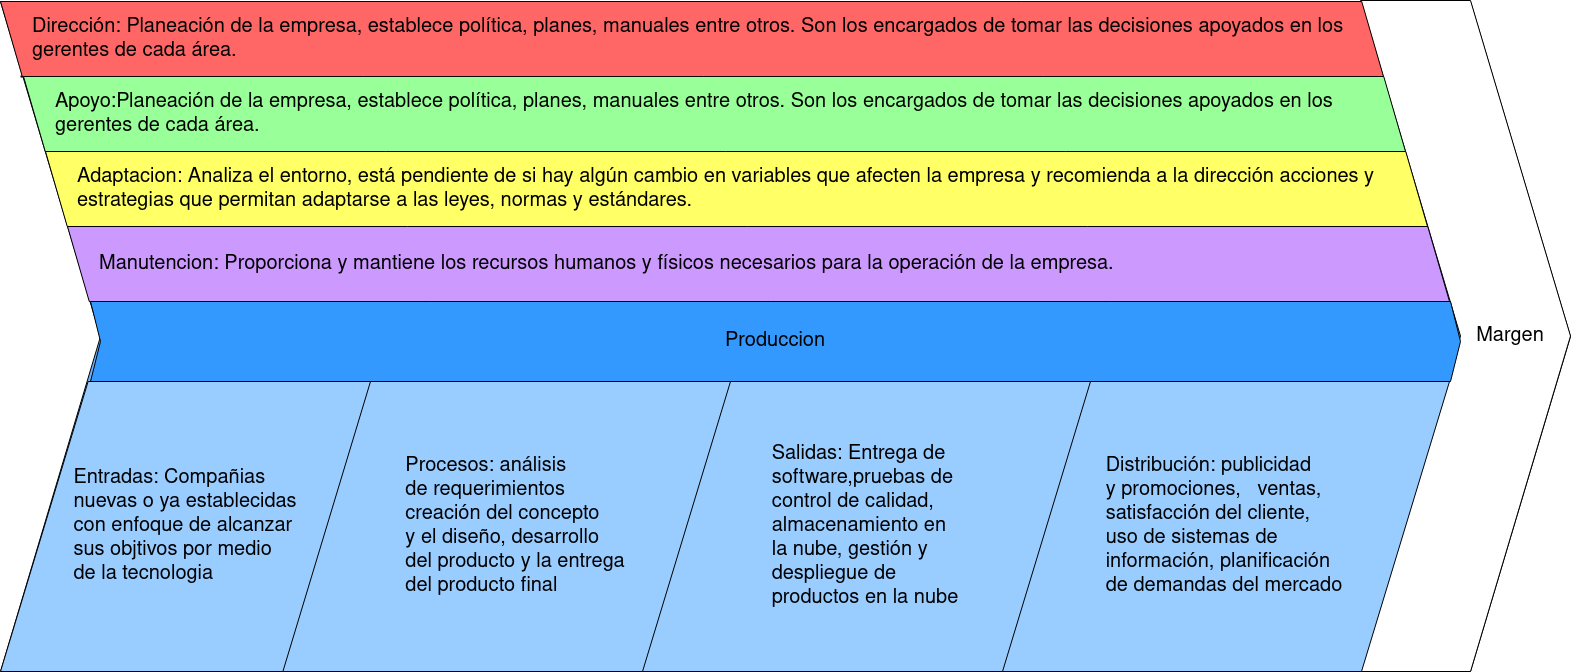 Dirección: Planeación de la empresa, establece política, planes, manuales entre otros. Son los encargados de tomar las decisiones apoyados en los
gerentes de cada área.
Apoyo:Planeación de la empresa, establece política, planes, manuales entre otros. Son los encargados de tomar las decisiones apoyados en los
gerentes de cada área.
Adaptacion: Analiza el entorno, está pendiente de si hay algún cambio en variables que afecten la empresa y recomienda a la dirección acciones y
estrategias que permitan adaptarse a las leyes, normas y estándares.
Manutencion: Proporciona y mantiene los recursos humanos y físicos necesarios para la operación de la empresa.
Produccion
Margen
Entradas: Compañias
nuevas o ya establecidas
con enfoque de alcanzar
sus objtivos por medio
de la tecnologia
Procesos: análisis
de requerimientos
creación del concepto
y el diseño, desarrollo
del producto y la entrega
del producto final
Salidas: Entrega de
software,pruebas de
control de calidad,
almacenamiento en
la nube, gestión y
despliegue de
productos en la nube
Distribución: publicidad
y promociones,   ventas,
satisfacción del cliente,
uso de sistemas de
información, planificación
de demandas del mercado